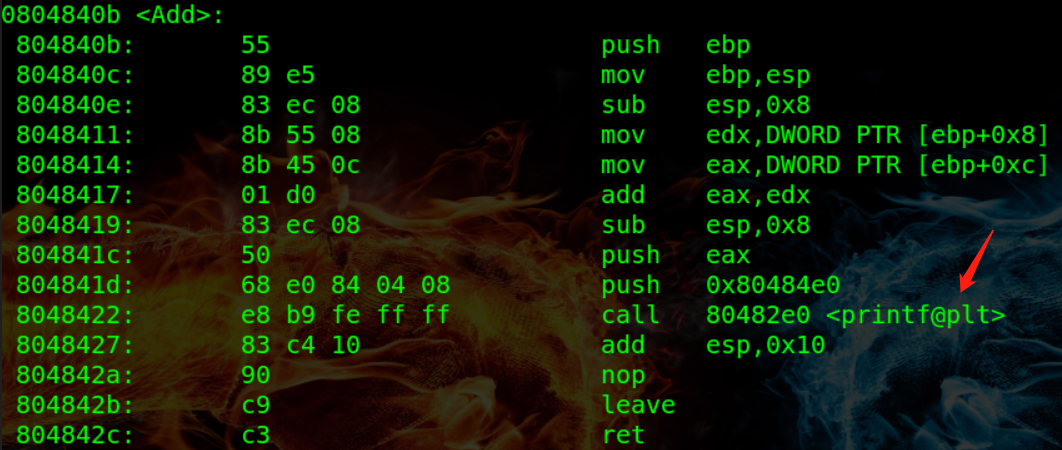 0804840b <Add>:
 804840b:	55	push   ebp
 804840c:	89 e5	mov    ebp,esp
 804840e:	83 ec 08	sub    esp,0x8
 8048411:	8b 55 08	mov    edx,DWORD PTR [ebp+0x8]
 8048414:	8b 45 0c	mov    eax,DWORD PTR [ebp+0xc]
 8048417:	01 d0	add    eax,edx
 8048419:	83 ec 08	sub    esp,0x8
 804841c:	50	push   eax
 804841d:	68 e0 84 04 08	push   0x80484e0
 8048422:	e8 b9 fe ff ff	call   80482e0 <printf@plt>
 8048427:	83 c4 10	add    esp,0x10
 804842a:	90	nop
 804842b:	c9	leave
 804842c:	c3	ret